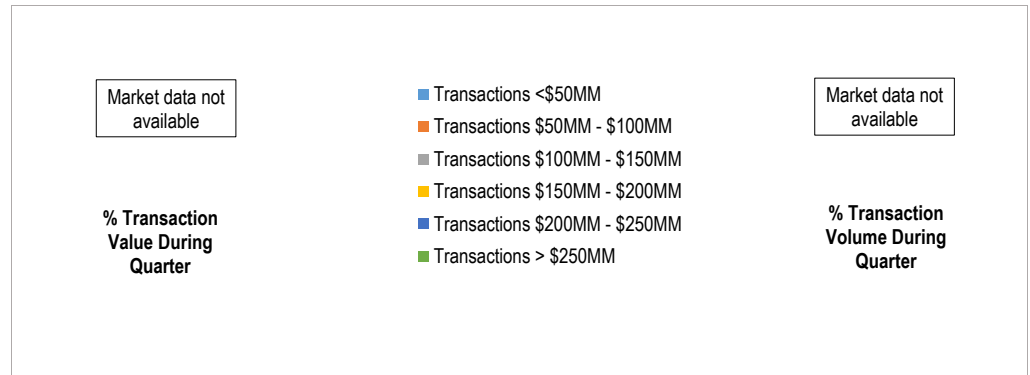 Market data not
available
% Transaction
Value During
Quarter
Transactions <$50MM
Transactions $50MM - $100MM
Transactions $100MM - $150MM
Transactions $150MM - $200MM
Transactions $200MM - $250MM
Transactions > $250MM
Market data not
available
% Transaction
Volume During
Quarter